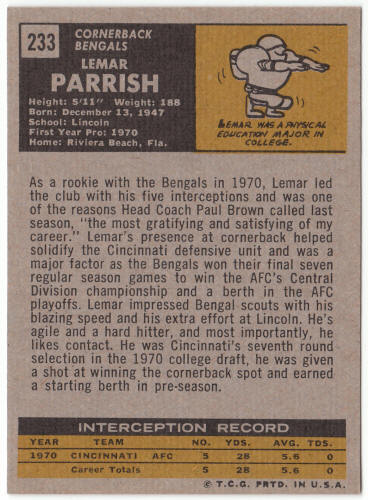 233
CORNERBACK
BENGALS
LEMAR
PARRISH
Height: 5/11" Weight: 188
Born: December 13, 1947
School: Lincoln
First Year Pro: 1970
Home: Riviera Beach, Fla.
LEMAR WAS A PHYSICAL
EDUCATION MAJOR IN
COLLEGE.
As a rookie with the Bengals in 1970, Lemar led
the club with his five interceptions and was one
of the reasons Head Coach Paul Brown called last
season, "the most gratifying and satisfying of my
career." Lemar's presence at cornerback helped
solidify the Cincinnati defensive unit and was a
major factor as the Bengals won their final seven
regular season games to win the AFC's Central
Division championship and a berth in the AFC
playoffs. Lemar impressed Bengal scouts with his
blazing speed and his extra effort at Lincoln. He's
agile and a hard hitter, and most importantly, he
likes contact. He was Cincinnati's seventh round
selection in the 1970 college draft, he was given
a shot at winning the cornerback spot and earned
a starting berth in pre-season.
INTERCEPTION RECORD
YEAR TEAM NO. YDS. AVG. TDS.
1970 CINCINNATI AFC 5 28 5.6 0
Career Totals 5 28 5.6 0
© T.C.G. PRTD. IN U.S.A.